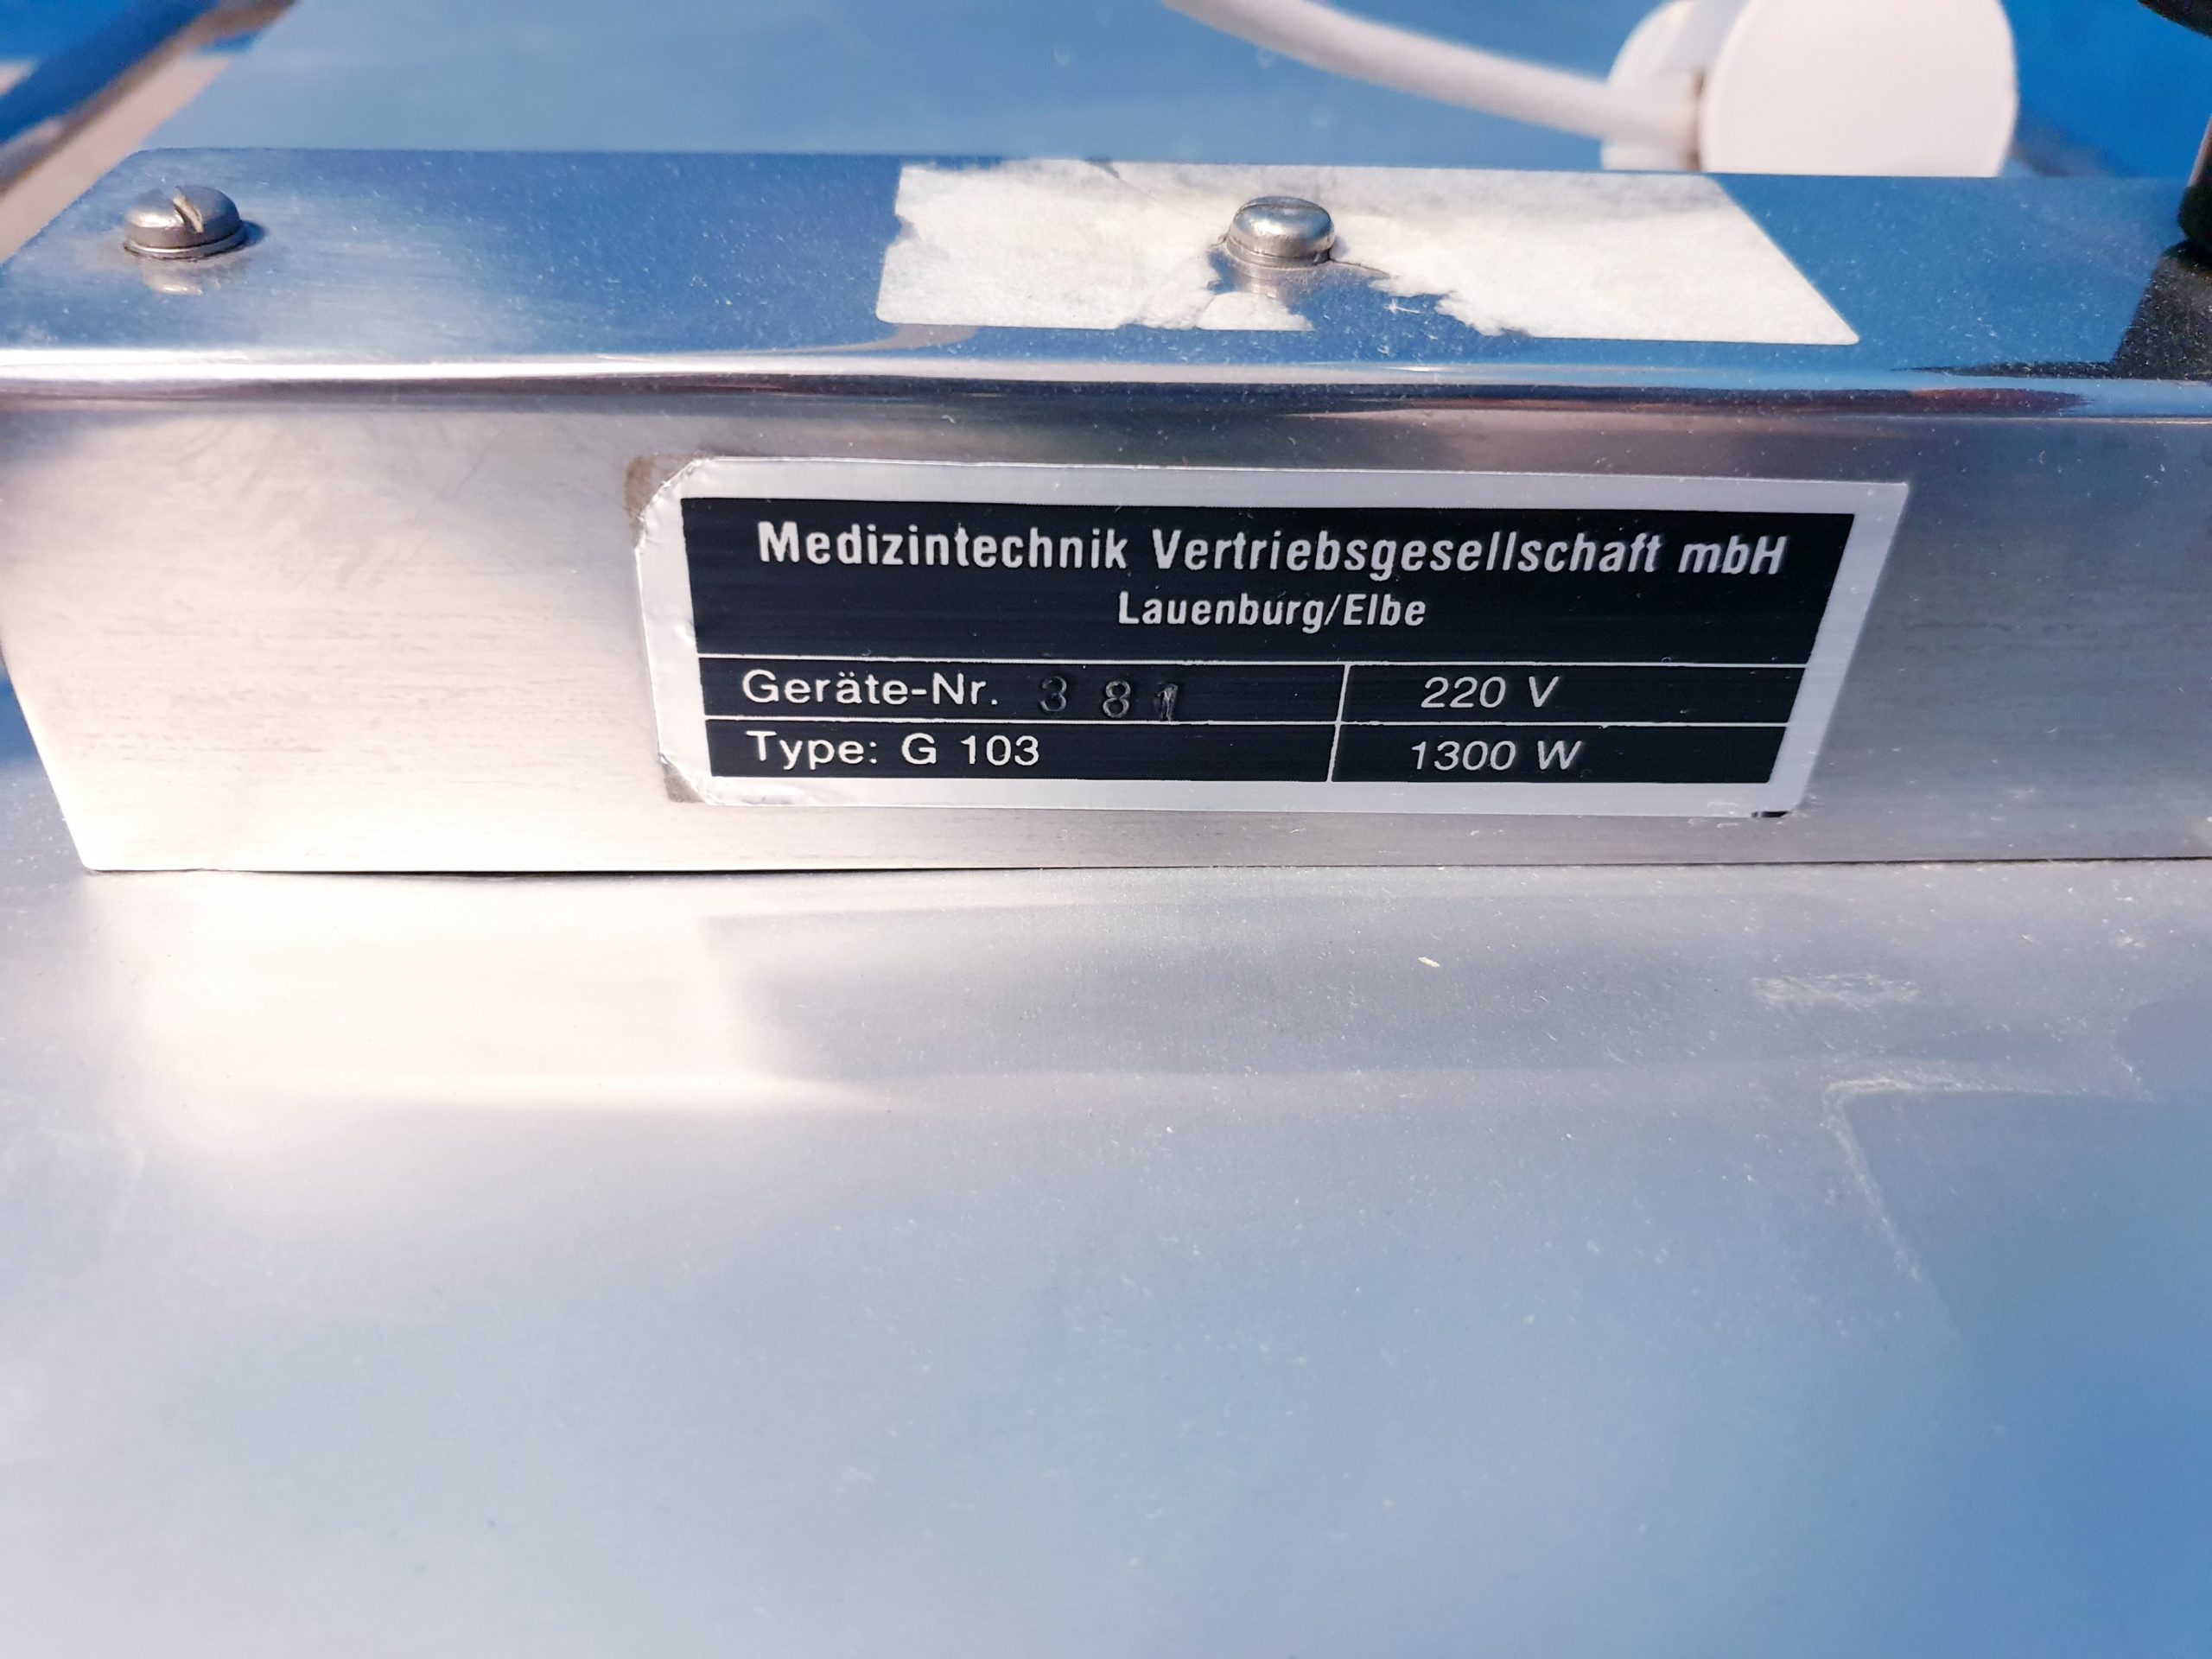 Medizintechnik Vertriebsgesellschaft mbH
Lauenburg/Elbe
Geräte-Nr. 381 220 V
Type: G 103 1300 W